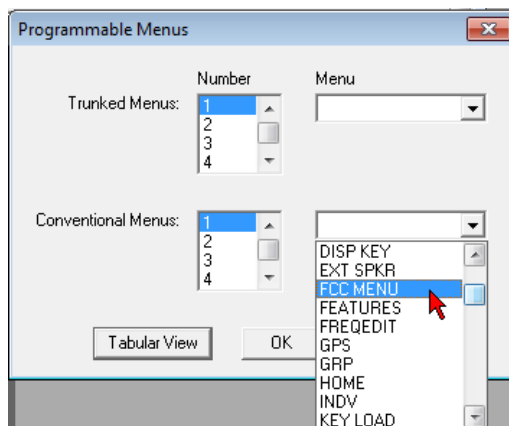 Programmable Menus
Number Menu
Trunked Menus:
1
2
3
4
Conventional Menus:
1
2
3
4
DISP KEY
EXT SPKR
FCC MENU
FEATURES
FREQEDIT
GPS
GRP
HOME
INDV
KEY LOAD
Tabular View OK